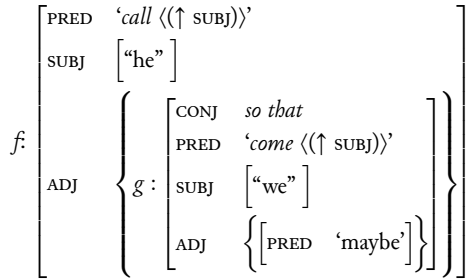 PRED ‘call ⟨(↑ SUBJ)⟩’
SUBJ [“he” ]
f:
ADJ { g : [
CONJ so that
PRED ‘come ⟨(↑ SUBJ)⟩’
SUBJ [“we” ]
ADJ {[PRED ‘maybe’]}
] }